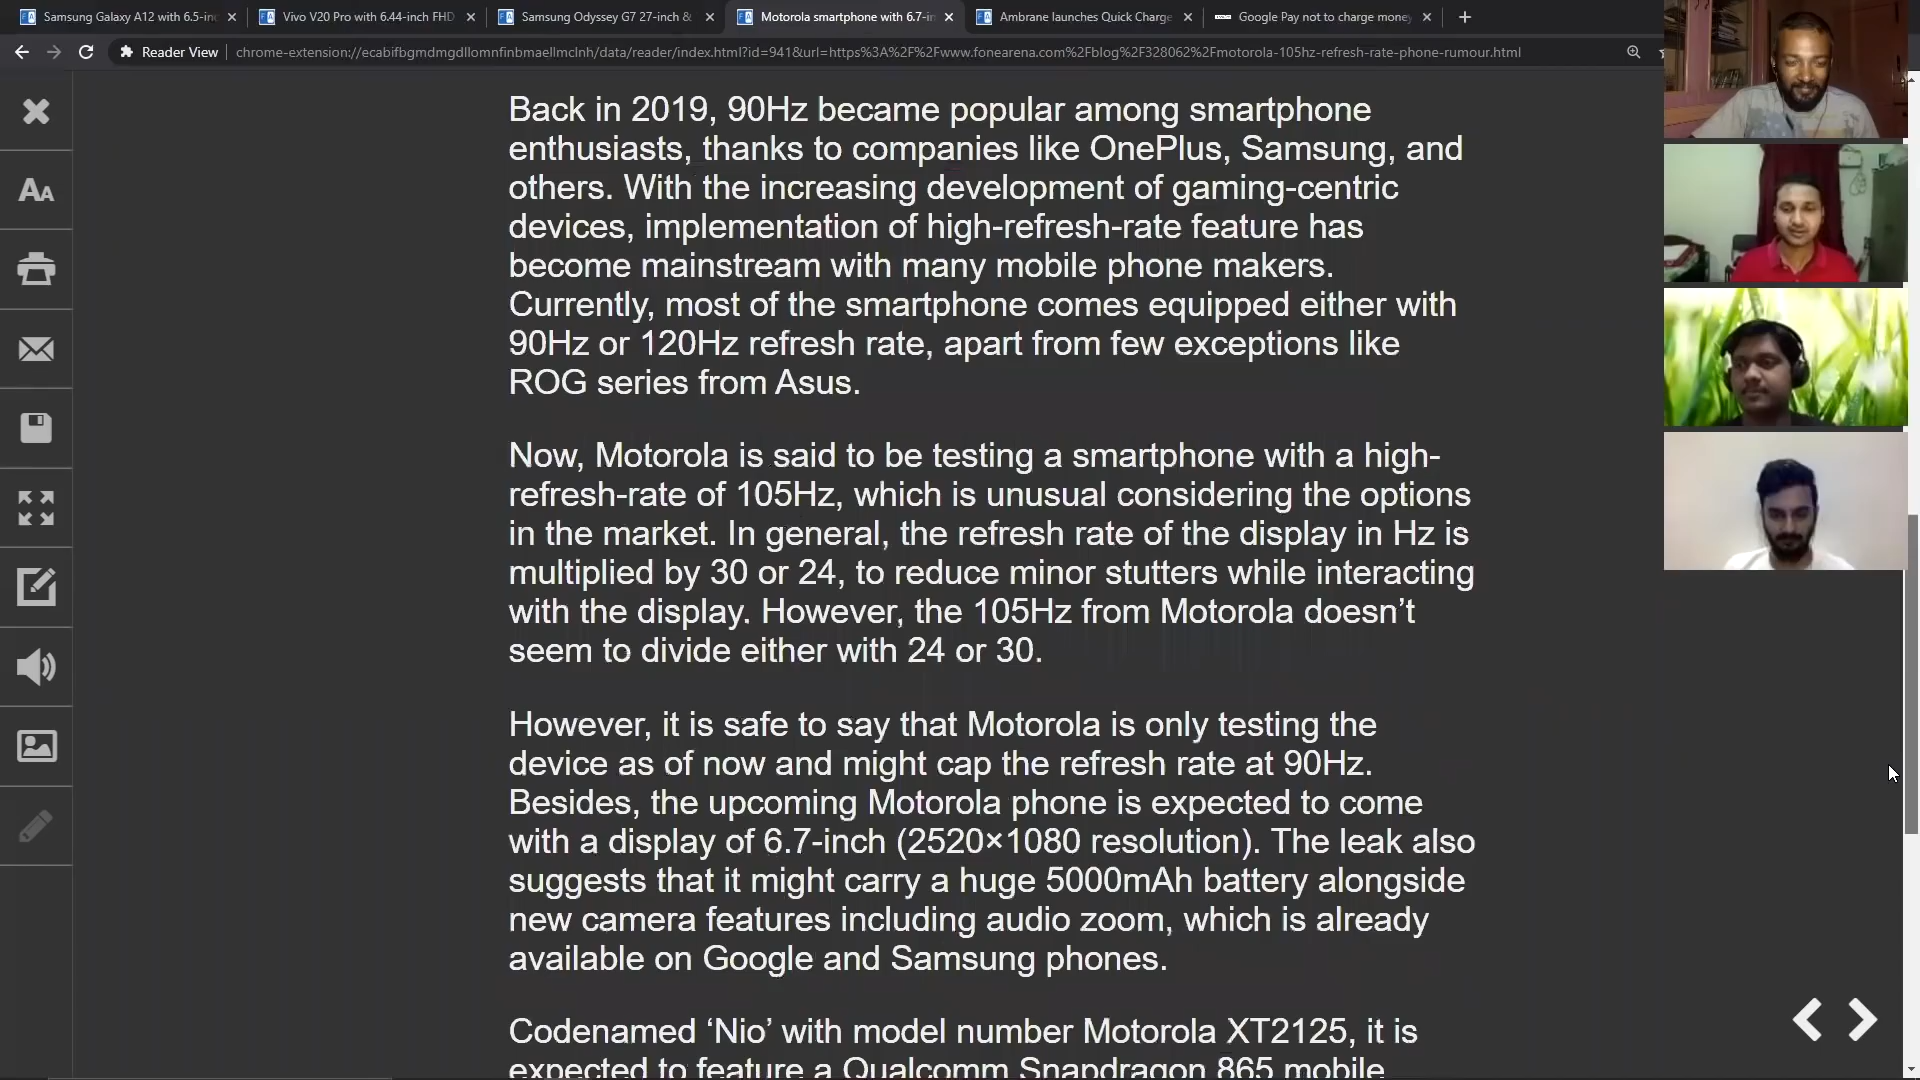 Samsung Galaxy A12 with 6.5-in
Vivo V20 Pro with 6.44-inch FHD
Samsung Odyssey G7 27-inch &
Motorola smartphone with 6.7-in
Ambrane launches Quick Charge
Google Pay not to charge money
Reader View
chrome-extension://ecabifbgmdmgdllomnfinbmaellmclnh/data/reader/index.html?id=941&url=https%3A%2F%2Fwww.fonearena.com%2Fblog%2F328062%2Fmotorola-105hz-refresh-rate-phone-rumour.html
Back in 2019, 90Hz became popular among smartphone
enthusiasts, thanks to companies like OnePlus, Samsung, and
others. With the increasing development of gaming-centric
devices, implementation of high-refresh-rate feature has
become mainstream with many mobile phone makers.
Currently, most of the smartphone comes equipped either with
90Hz or 120Hz refresh rate, apart from few exceptions like
ROG series from Asus.
Now, Motorola is said to be testing a smartphone with a high-
refresh-rate of 105Hz, which is unusual considering the options
in the market. In general, the refresh rate of the display in Hz is
multiplied by 30 or 24, to reduce minor stutters while interacting
with the display. However, the 105Hz from Motorola doesn’t
seem to divide either with 24 or 30.
However, it is safe to say that Motorola is only testing the
device as of now and might cap the refresh rate at 90Hz.
Besides, the upcoming Motorola phone is expected to come
with a display of 6.7-inch (2520×1080 resolution). The leak also
suggests that it might carry a huge 5000mAh battery alongside
new camera features including audio zoom, which is already
available on Google and Samsung phones.
Codenamed ‘Nio’ with model number Motorola XT2125, it is
expected to feature a Qualcomm Snapdragon 865 mobile